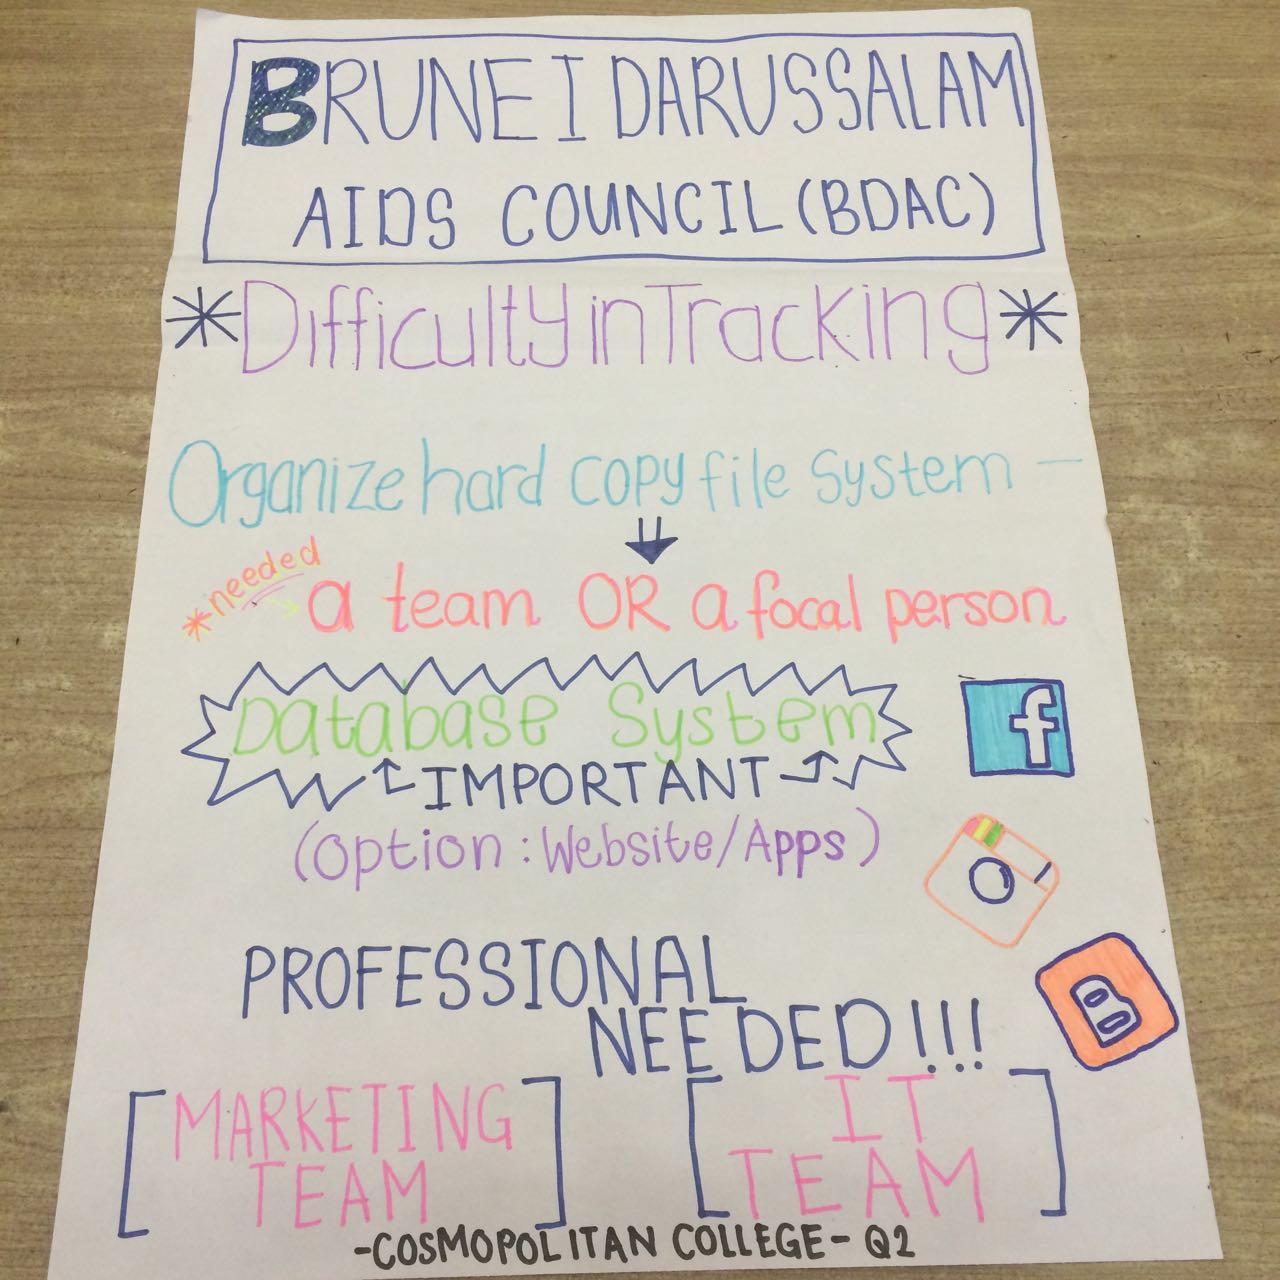 BRUNEI DARUSSALAM
AIDS COUNCIL (BDAC)
*Difficulty in Tracking*
Organize hard copy file system —
*needed
a team OR a focal person
Database System
IMPORTANT
(option : Website/Apps)
f
B
PROFESSIONAL
NEEDED!!!
[MARKETING
TEAM]
[IT
TEAM]
-COSMOPOLITAN COLLEGE- Q2